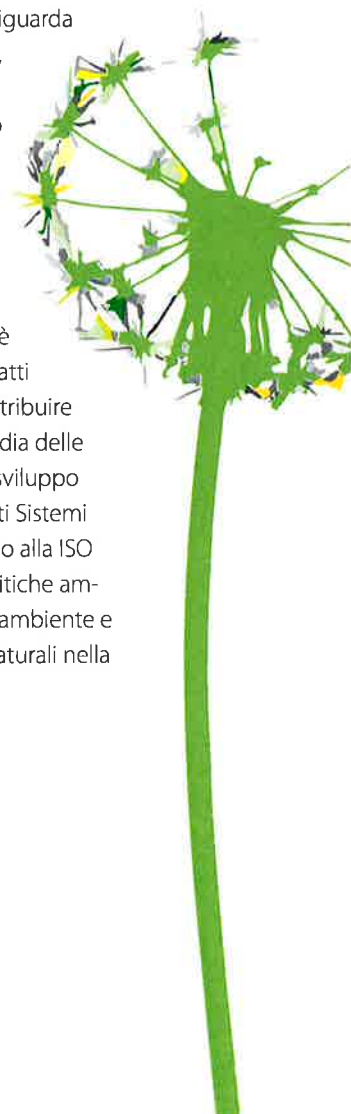 iguarda
è
atti
tribuire
dia delle
sviluppo
ti Sistemi
o alla ISO
itiche am-
ambiente e
aturali nella